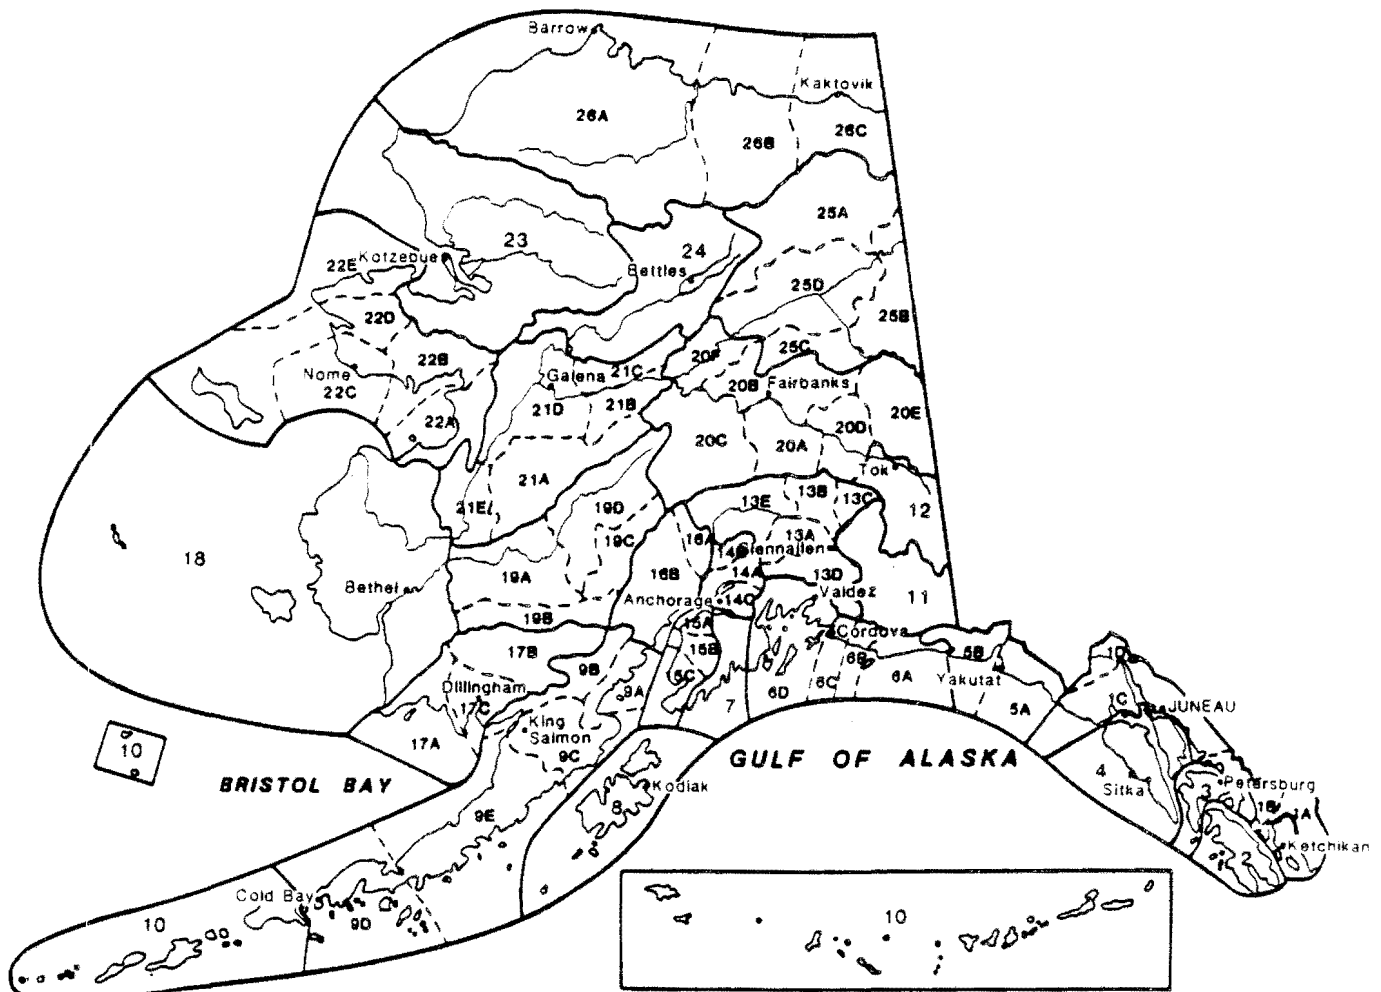 Barrow
Kaktovik
26A
26B
26C
25A
23
24
22E
Kotzebue
Bettles
25D
22D
25B
22B
20F
25C
Nome
22C
Galena
21C
20B
Fairbanks
21D
21B
22A
20E
20C
20D
20A
Tok
21A
21E
19D
13E
13B
13C
12
19C
16A
13A
Glennallen
14A
18
16B
13D
Bethel
19A
Anchorage
14C
Valdez
11
19B
15A
Cordova
17B
15B
6B
5B
1D
9B
Dillingham
9A
6D
6C
6A
Yakutat
17C
7
5A
1C
JUNEAU
King
Salmon
17A
9C
10
BRISTOL BAY
GULF OF ALASKA
4
Sitka
Kodiak
8
3
Petersburg
1B
1A
9E
2
Ketchikan
Cold Bay
10
9D
10